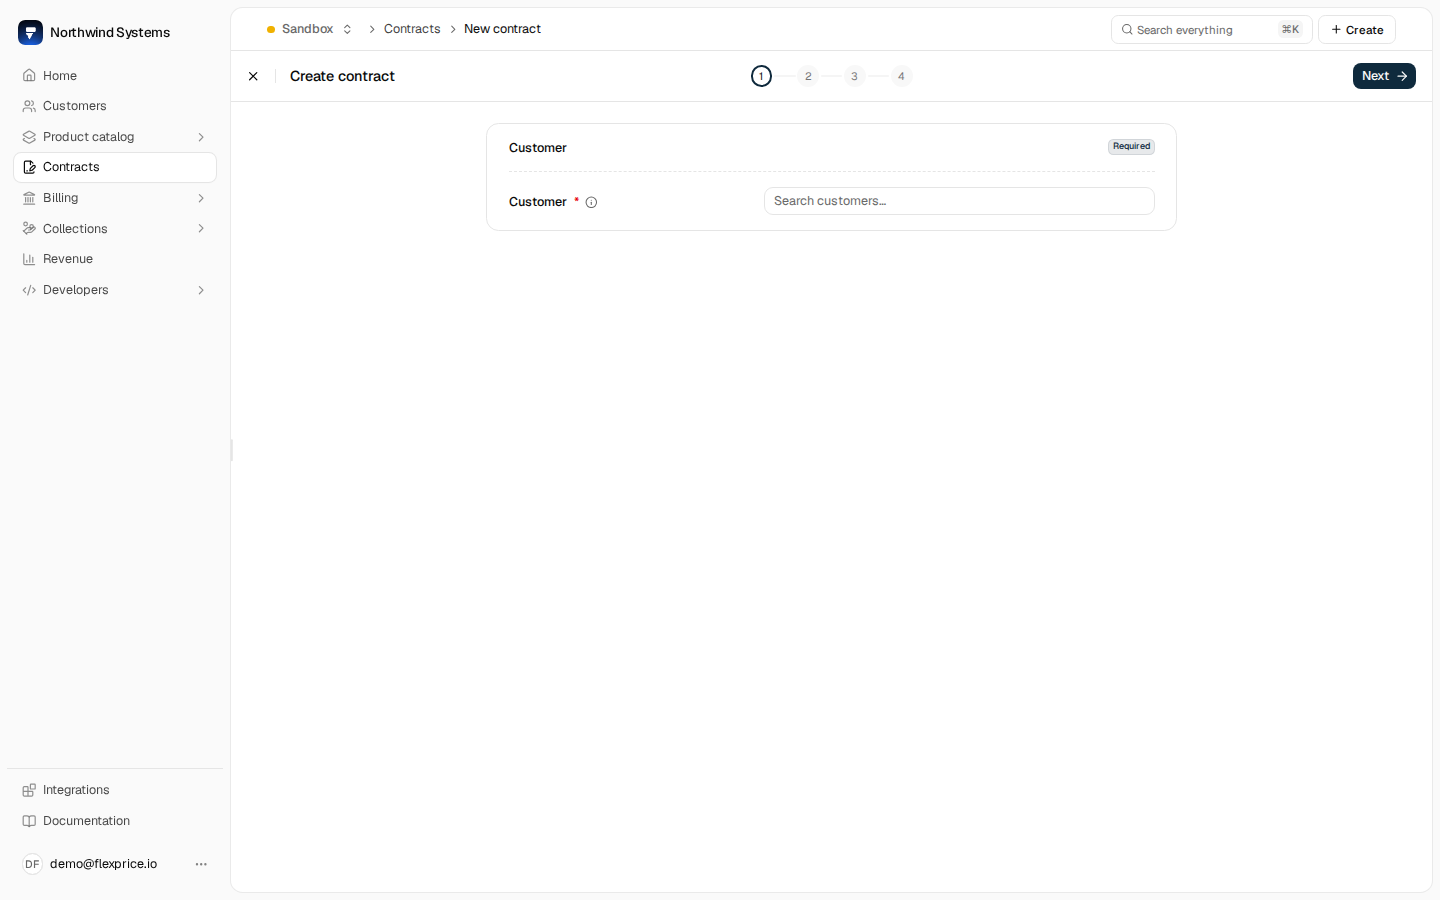 Northwind Systems
Home
Customers
Product catalog
Contracts
Billing
Collections
Revenue
Developers
Integrations
Documentation
DF demo@flexprice.io
Sandbox Contracts New contract
Search everything ⌘K
Create
Create contract
1 2 3 4
Next
Customer Required
Customer * Search customers...